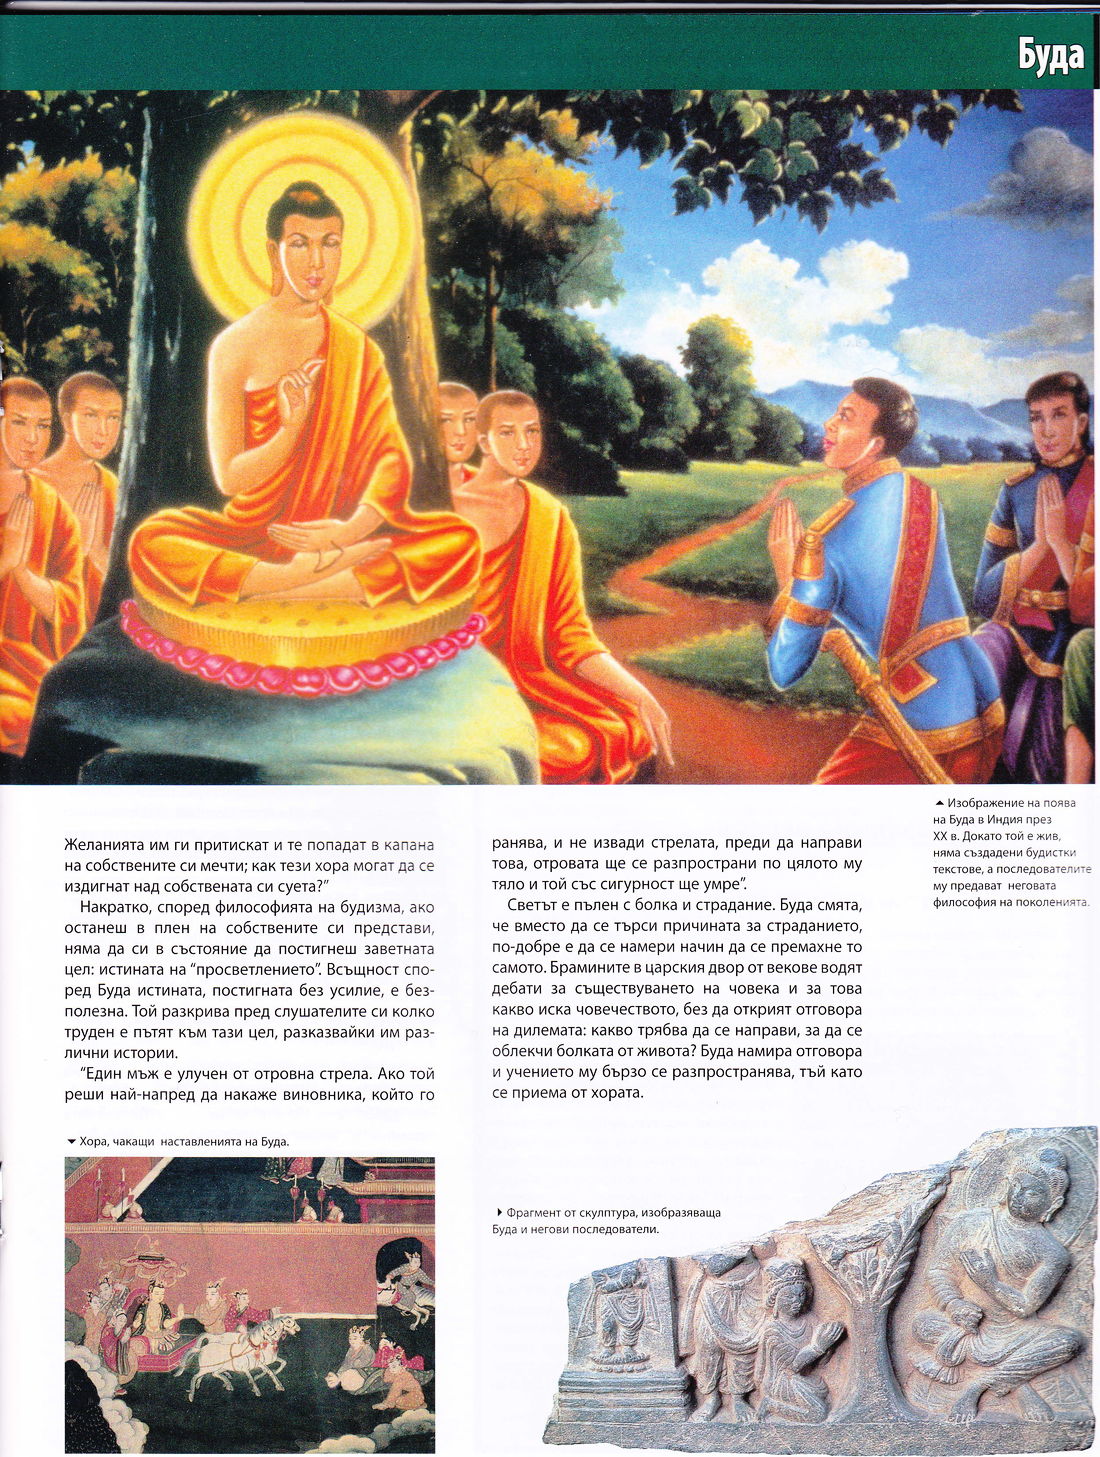 Буда
Изображение на поява
на Буда в Индия през
XX в. Докато той е жив,
няма създадени будистки
текстове, а последователите
му предават неговата
философия на поколенията.
Желанията им ги притискат и те попадат в капана
на собствените си мечти; как тези хора могат да се
издигнат над собствената си суета?”
Накратко, според философията на будизма, ако
останеш в плен на собствените си представи,
няма да си в състояние да постигнеш заветната
цел: истината на “просветлението”. Всъщност спо-
ред Буда истината, постигната без усилие, е без-
полезна. Той разкрива пред слушателите си колко
труден е пътят към тази цел, разказвайки им раз-
лични истории.
“Един мъж е улучен от отровна стрела. Ако той
реши най-напред да накаже виновника, който го
ранява, и не извади стрелата, преди да направи
това, отровата ще се разпространи по цялото му
тяло и той със сигурност ще умре”.
Светът е пълен с болка и страдание. Буда смята,
че вместо да се търси причината за страданието,
по-добре е да се намери начин да се премахне то
самото. Брамините в царския двор от векове водят
дебати за съществуването на човека и за това
какво иска човечеството, без да открият отговора
на дилемата: какво трябва да се направи, за да се
облекчи болката от живота? Буда намира отговора
и учението му бързо се разпространява, тъй като
се приема от хората.
Хора, чакащи наставленията на Буда.
Фрагмент от скулптура, изобразяваща
Буда и негови последователи.